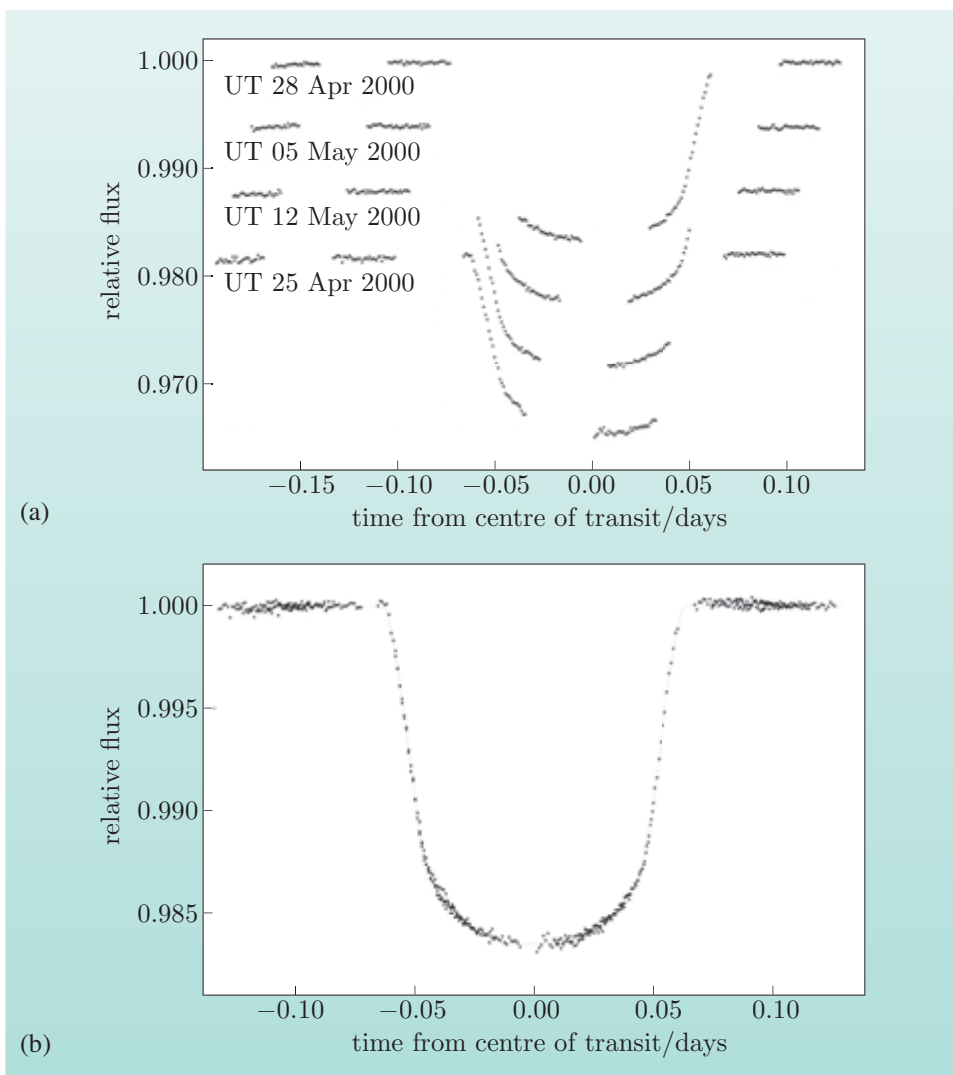 1.000
UT 28 Apr 2000
UT 05 May 2000
0.990
UT 12 May 2000
0.980
UT 25 Apr 2000
0.970
relative flux
−0.15 −0.10 −0.05 0.00 0.05 0.10
time from centre of transit/days
(a)
1.000
0.995
0.990
0.985
relative flux
−0.10 −0.05 0.00 0.05 0.10
time from centre of transit/days
(b)